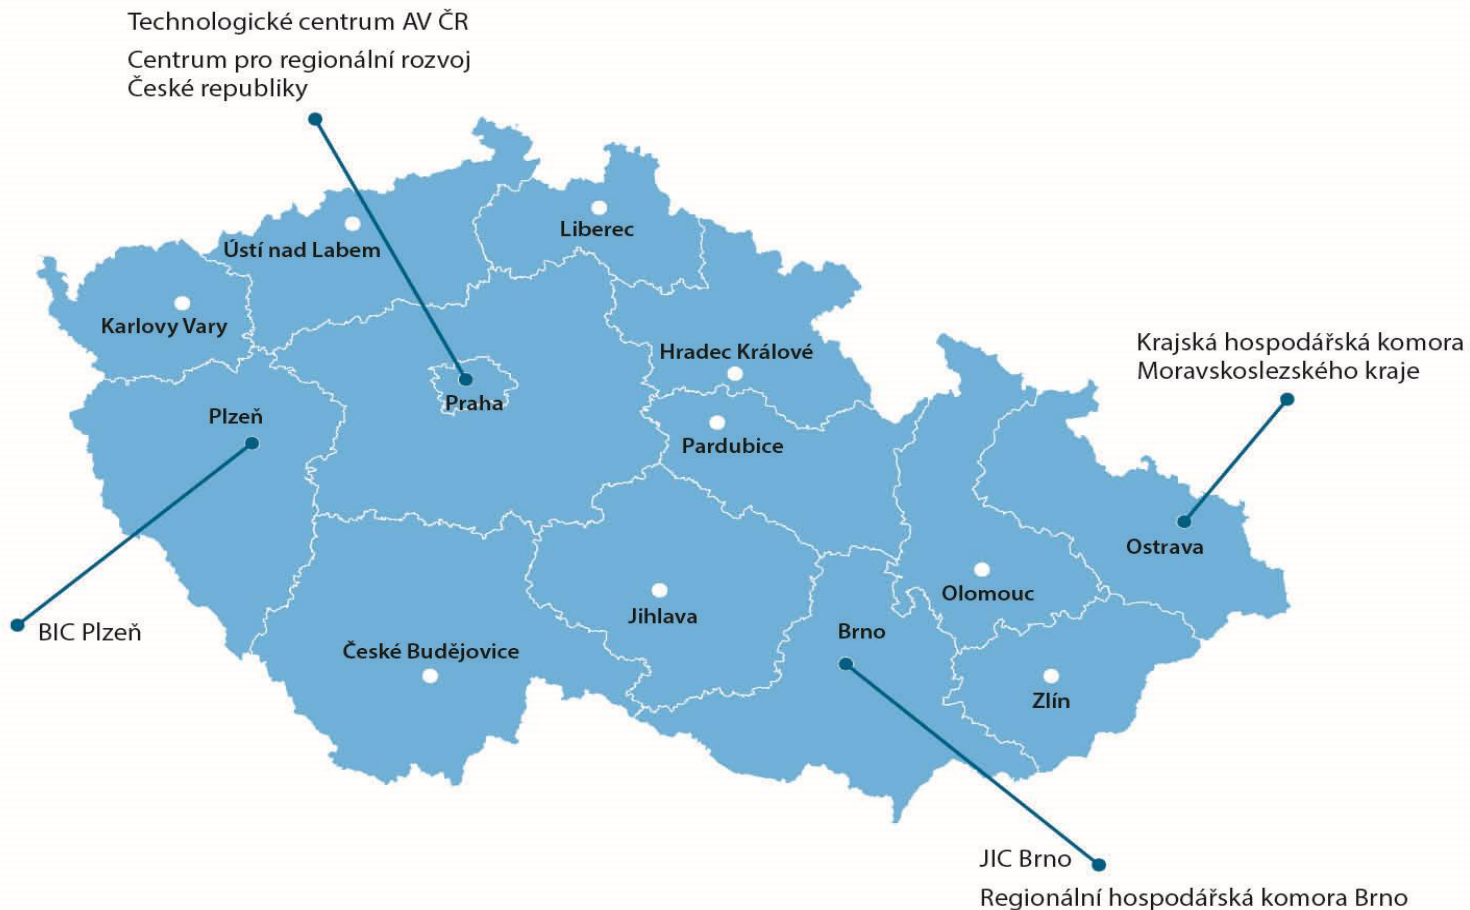 Technologické centrum AV ČR
Centrum pro regionální rozvoj
České republiky
Liberec
Ústí nad Labem
Karlovy Vary
Hradec Králové
Krajská hospodářská komora
Moravskoslezského kraje
Praha
Plzeň
Pardubice
Ostrava
Olomouc
Jihlava
Brno
BIC Plzeň
České Budějovice
Zlín
JIC Brno
Regionální hospodářská komora Brno